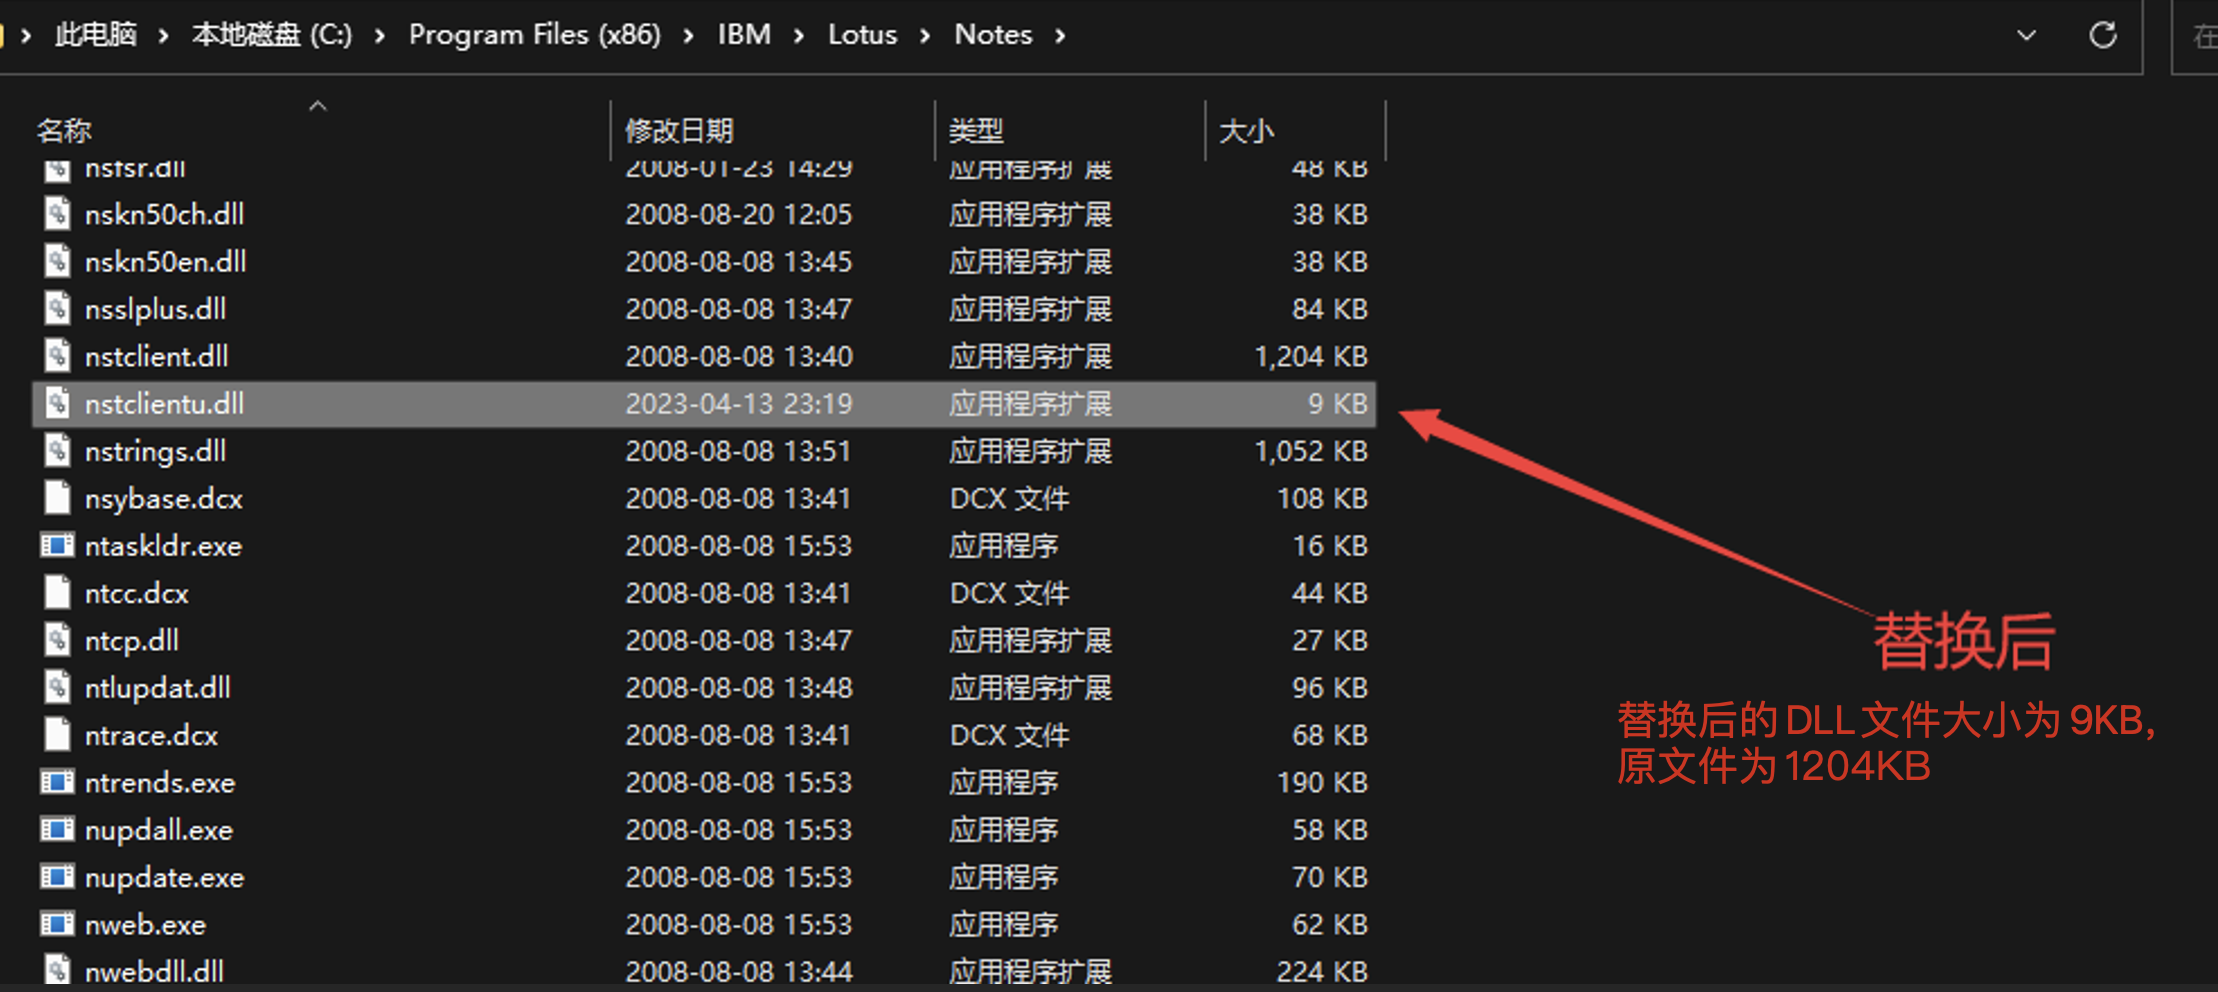 此电脑 本地磁盘 (C:) Program Files (x86) IBM Lotus Notes 在
名称 修改日期 类型 大小
nsfsr.dll 2008-01-23 14:29 应用程序扩展 48 KB
nskn50ch.dll 2008-08-20 12:05 应用程序扩展 38 KB
nskn50en.dll 2008-08-08 13:45 应用程序扩展 38 KB
nsslplus.dll 2008-08-08 13:47 应用程序扩展 84 KB
nstclient.dll 2008-08-08 13:40 应用程序扩展 1,204 KB
nstclientu.dll 2023-04-13 23:19 应用程序扩展 9 KB
nstrings.dll 2008-08-08 13:51 应用程序扩展 1,052 KB
nsybase.dcx 2008-08-08 13:41 DCX 文件 108 KB
ntaskldr.exe 2008-08-08 15:53 应用程序 16 KB
ntcc.dcx 2008-08-08 13:41 DCX 文件 44 KB
ntcp.dll 2008-08-08 13:47 应用程序扩展 27 KB
ntlupdat.dll 2008-08-08 13:48 应用程序扩展 96 KB
ntrace.dcx 2008-08-08 13:41 DCX 文件 68 KB
ntrends.exe 2008-08-08 15:53 应用程序 190 KB
nupdall.exe 2008-08-08 15:53 应用程序 58 KB
nupdate.exe 2008-08-08 15:53 应用程序 70 KB
nweb.exe 2008-08-08 15:53 应用程序 62 KB
nwebdll.dll 2008-08-08 13:44 应用程序扩展 224 KB
替换后
替换后的DLL文件大小为9KB,
原文件为1204KB